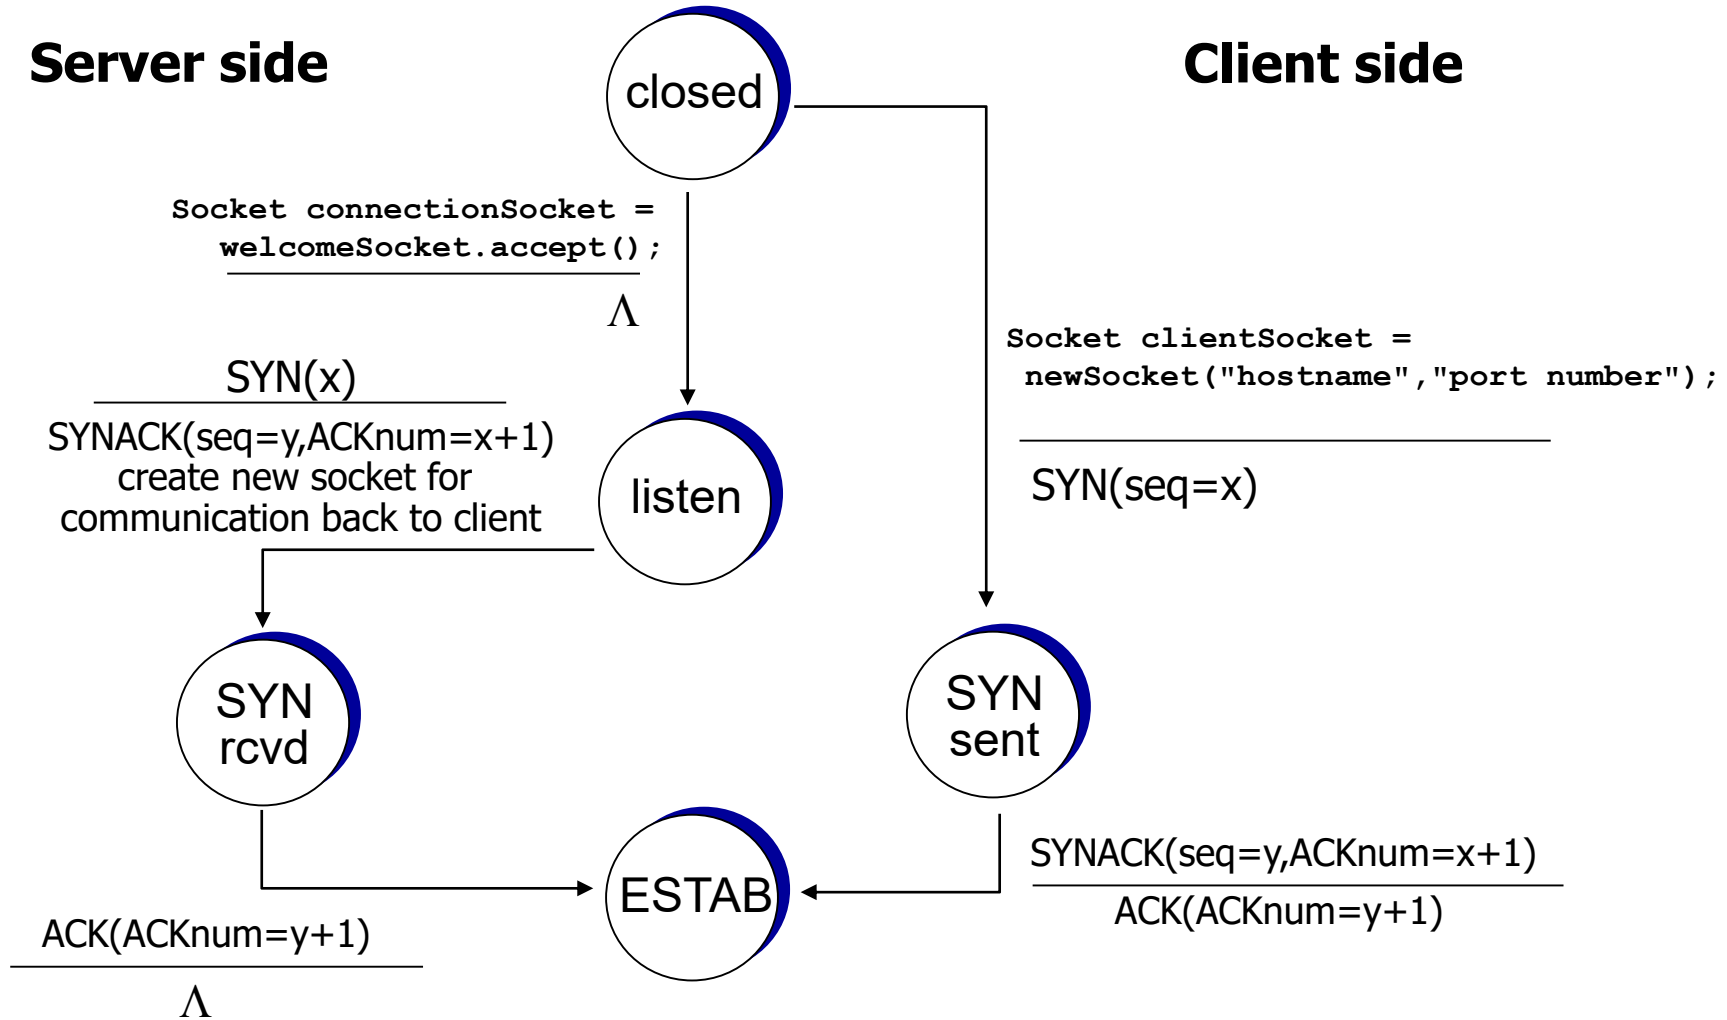 Server side
Client side
closed
Socket connectionSocket =
welcomeSocket.accept();
Λ
Socket clientSocket =
newSocket("hostname","port number");
SYN(seq=x)
SYN(x)
SYNACK(seq=y,ACKnum=x+1)
create new socket for
communication back to client
listen
SYN
rcvd
SYN
sent
SYNACK(seq=y,ACKnum=x+1)
ACK(ACKnum=y+1)
ESTAB
ACK(ACKnum=y+1)
Λ